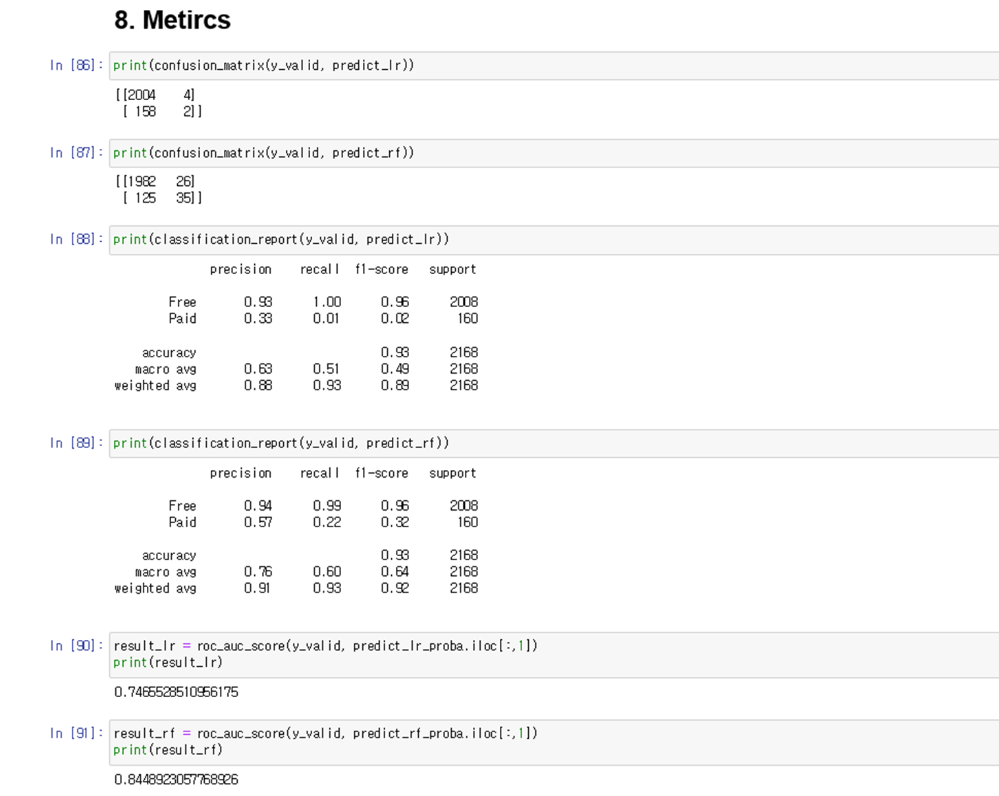 8. Metircs
In [86]: print(confusion_matrix(y_valid, predict_lr))
[[2004    4]
 [ 158    2]]
In [87]: print(confusion_matrix(y_valid, predict_rf))
[[1982   26]
 [ 125   35]]
In [88]: print(classification_report(y_valid, predict_lr))
precision    recall  f1-score   support
Free       0.93      1.00      0.96      2008
Paid       0.33      0.01      0.02       160
accuracy                           0.93      2168
macro avg       0.63      0.51      0.49      2168
weighted avg       0.88      0.93      0.89      2168
In [89]: print(classification_report(y_valid, predict_rf))
precision    recall  f1-score   support
Free       0.94      0.99      0.96      2008
Paid       0.57      0.22      0.32       160
accuracy                           0.93      2168
macro avg       0.76      0.60      0.64      2168
weighted avg       0.91      0.93      0.92      2168
In [90]: result_lr = roc_auc_score(y_valid, predict_lr_proba.iloc[:,1])
print(result_lr)
0.7465528510956175
In [91]: result_rf = roc_auc_score(y_valid, predict_rf_proba.iloc[:,1])
print(result_rf)
0.8448923057768926